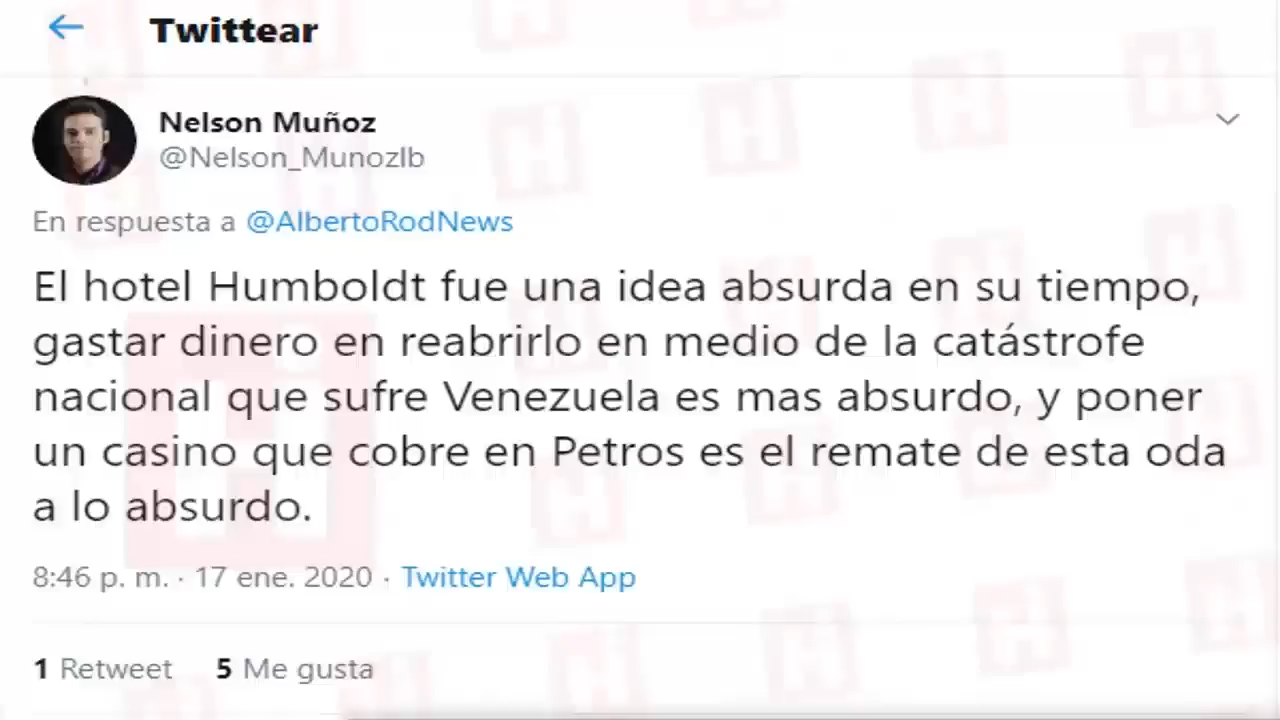 Twittear
Nelson Muñoz
@Nelson_Munozlb
En respuesta a @AlbertoRodNews
El hotel Humboldt fue una idea absurda en su tiempo,
gastar dinero en reabrirlo en medio de la catástrofe
nacional que sufre Venezuela es mas absurdo, y poner
un casino que cobre en Petros es el remate de esta oda
a lo absurdo.
8:46 p. m. · 17 ene. 2020 · Twitter Web App
1 Retweet 5 Me gusta